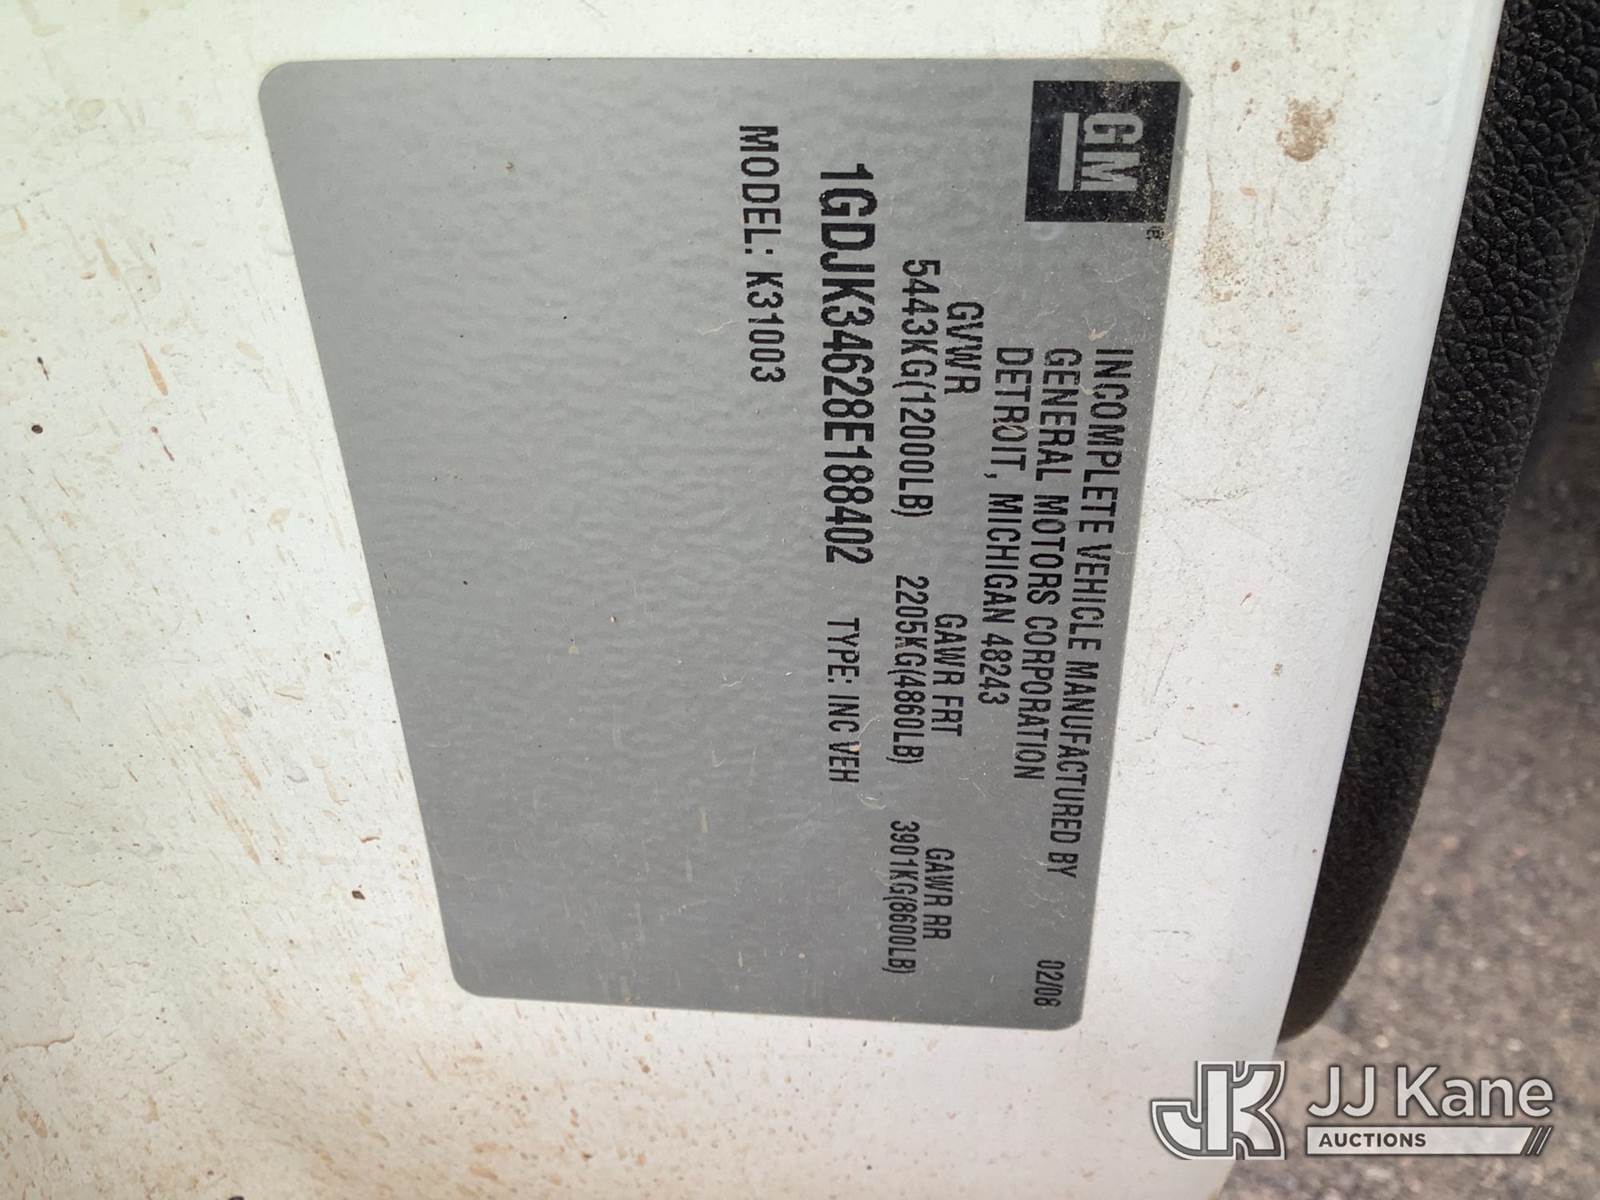 GM
INCOMPLETE VEHICLE MANUFACTURED BY
GENERAL MOTORS CORPORATION 02/08
DETROIT, MICHIGAN 48243
GVWR GAWR FRT GAWR RR
5443KG(12000LB) 2205KG(4860LB) 3901KG(8600LB)
1GDJK34628E188402 TYPE: INC VEH
MODEL: K31003
JK JJ Kane
AUCTIONS